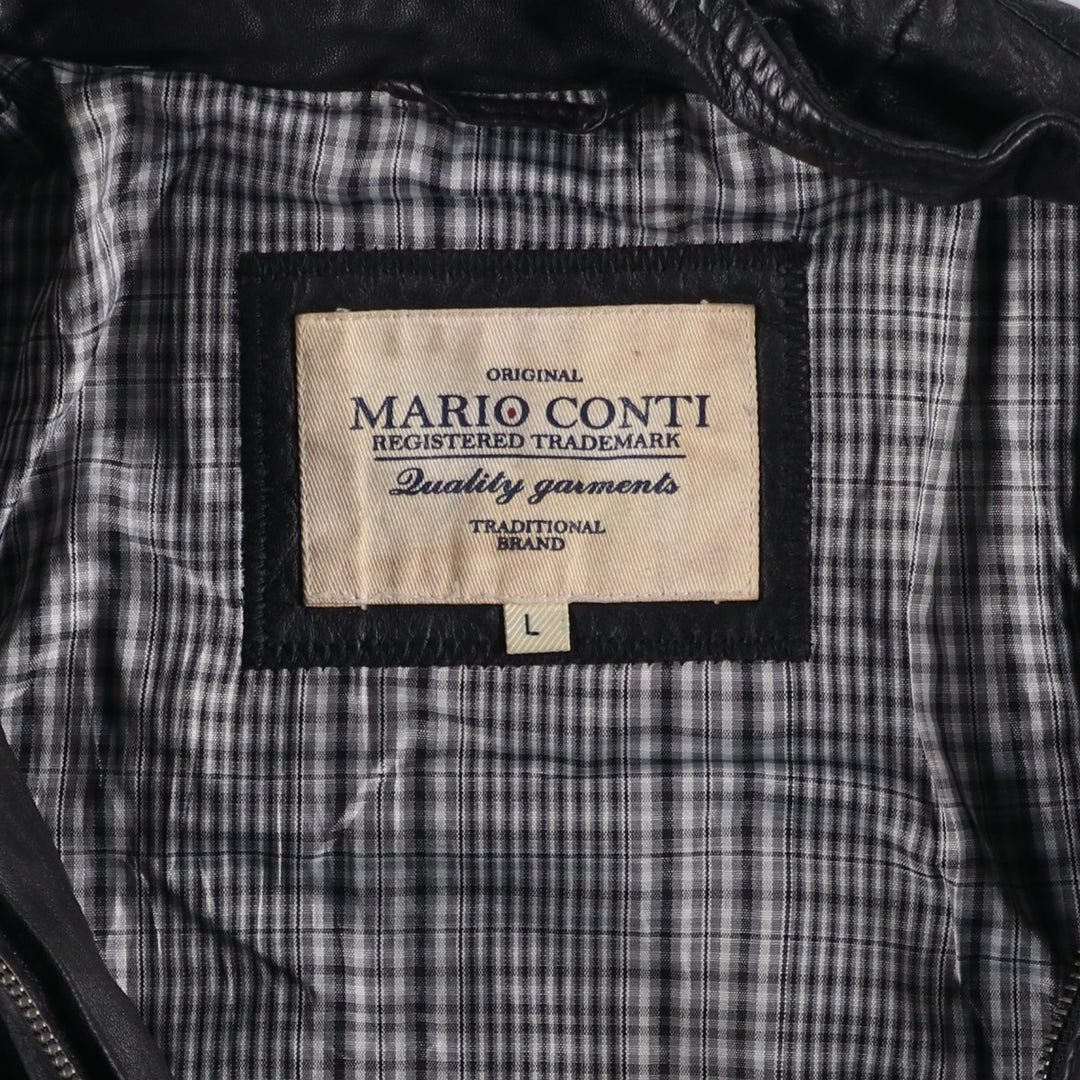 ORIGINAL
MARIO CONTI
REGISTERED TRADEMARK
Quality garments
TRADITIONAL
BRAND
L